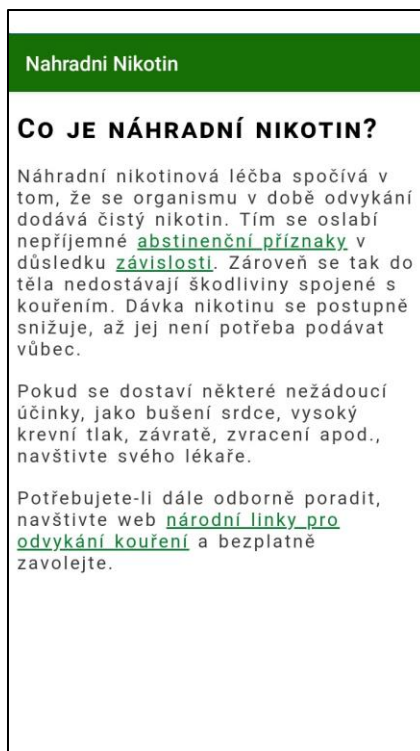 Nahradni Nikotin
Co je náhradní nikotin?
Náhradní nikotinová léčba spočívá v
tom, že se organismu v době odvykání
dodává čistý nikotin. Tím se oslabí
nepříjemné abstinenční příznaky v
důsledku závislosti. Zároveň se tak do
těla nedostávají škodliviny spojené s
kouřením. Dávka nikotinu se postupně
snižuje, až jej není potřeba podávat
vůbec.
Pokud se dostaví některé nežádoucí
účinky, jako bušení srdce, vysoký
krevní tlak, závratě, zvracení apod.,
navštivte svého lékaře.
Potřebujete-li dále odborně poradit,
navštivte web národní linky pro
odvykání kouření a bezplatně
zavolejte.